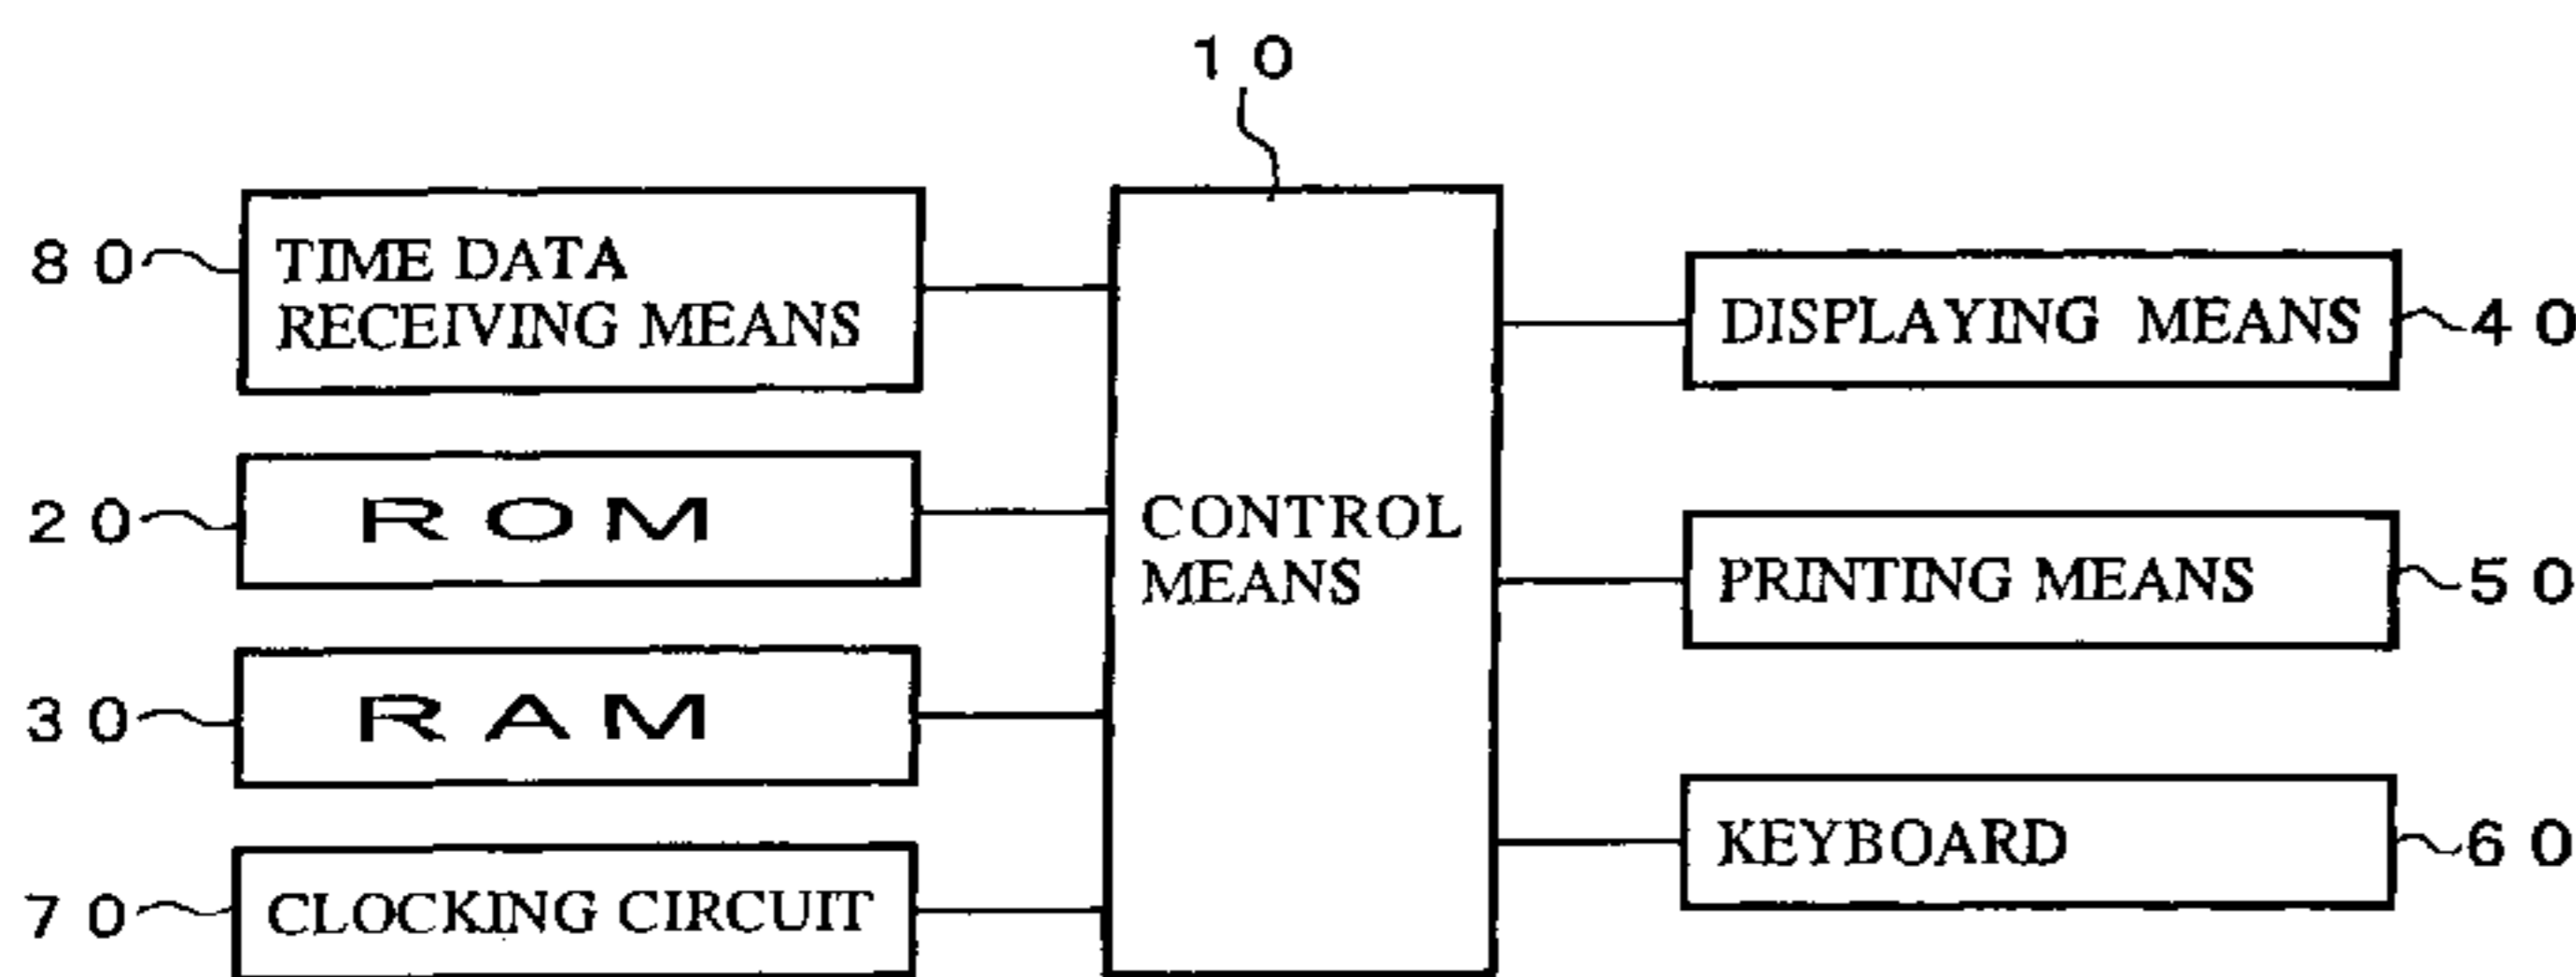 10
80
TIME DATA
RECEIVING MEANS
20
ROM
30
RAM
70
CLOCKING CIRCUIT
CONTROL
MEANS
DISPLAYING MEANS
40
PRINTING MEANS
50
KEYBOARD
60